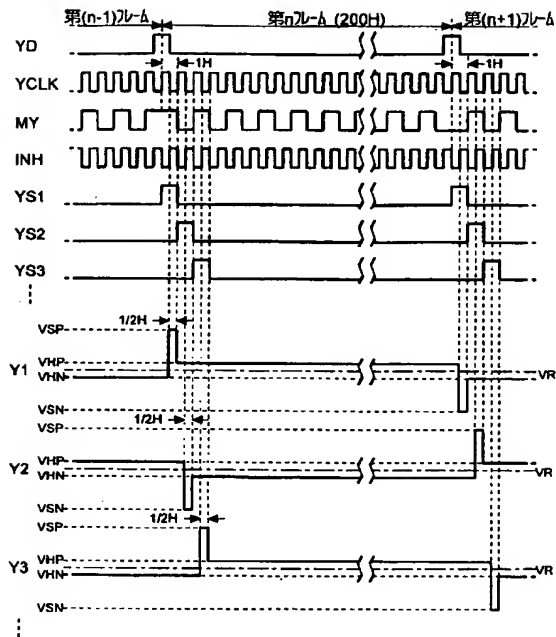 第(n-1)フレーム 第nフレーム (200H) 第(n+1)フレーム
YD
1H 1H
YCLK
MY
INH
YS1
YS2
YS3
1/2H
VSP
VHP
Y1
VHN
VR
VSN
1/2H
VSP
VHP
Y2
VHN
VR
VSN
1/2H
VSP
VHP
Y3
VHN
VR
VSN